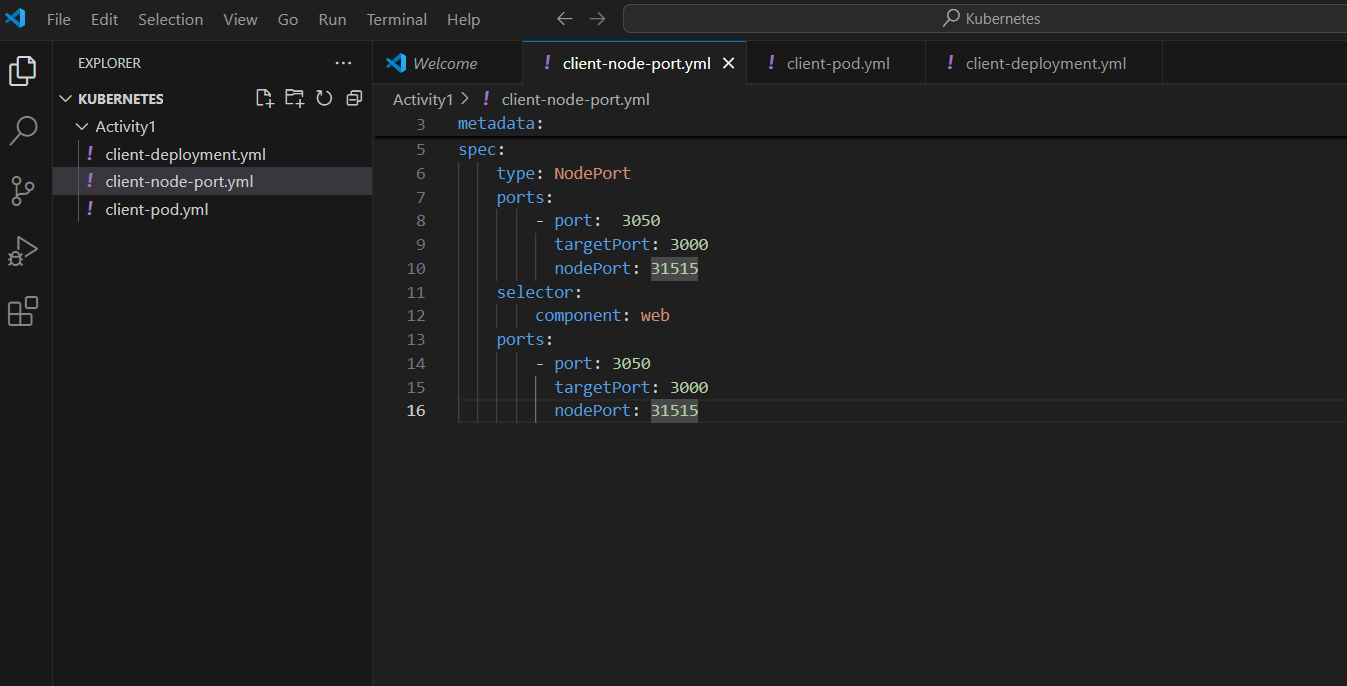 File Edit Selection View Go Run Terminal Help Kubernetes
EXPLORER
KUBERNETES
Activity1
! client-deployment.yml
! client-node-port.yml
! client-pod.yml
Welcome ! client-node-port.yml ! client-pod.yml ! client-deployment.yml
Activity1 > ! client-node-port.yml
3 metadata:
5 spec:
6 type: NodePort
7 ports:
8 - port:  3050
9 targetPort: 3000
10 nodePort: 31515
11 selector:
12 component: web
13 ports:
14 - port: 3050
15 targetPort: 3000
16 nodePort: 31515